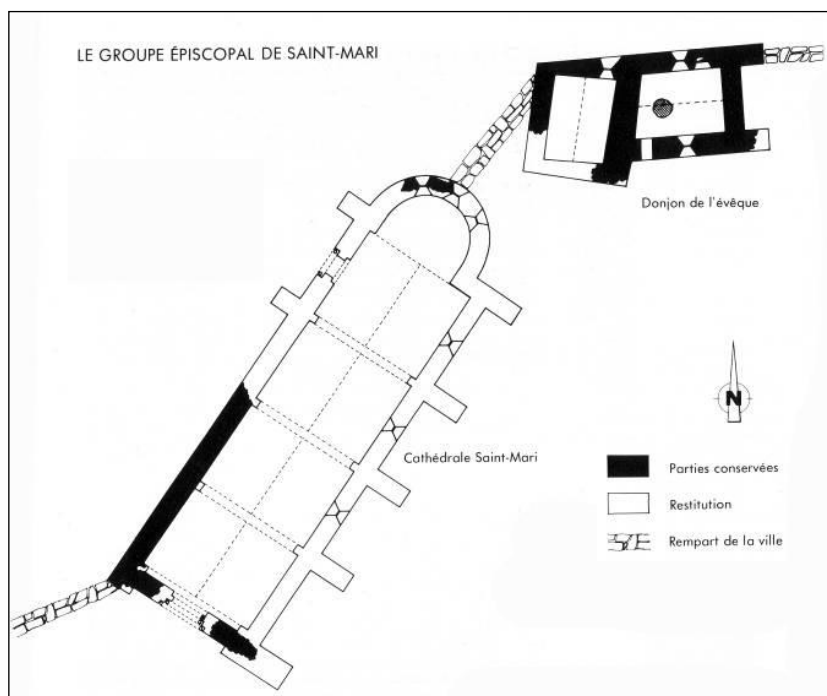 LE GROUPE ÉPISCOPAL DE SAINT-MARI
Donjon de l'évêque
N
Cathédrale Saint-Mari
Parties conservées
Restitution
Rempart de la ville